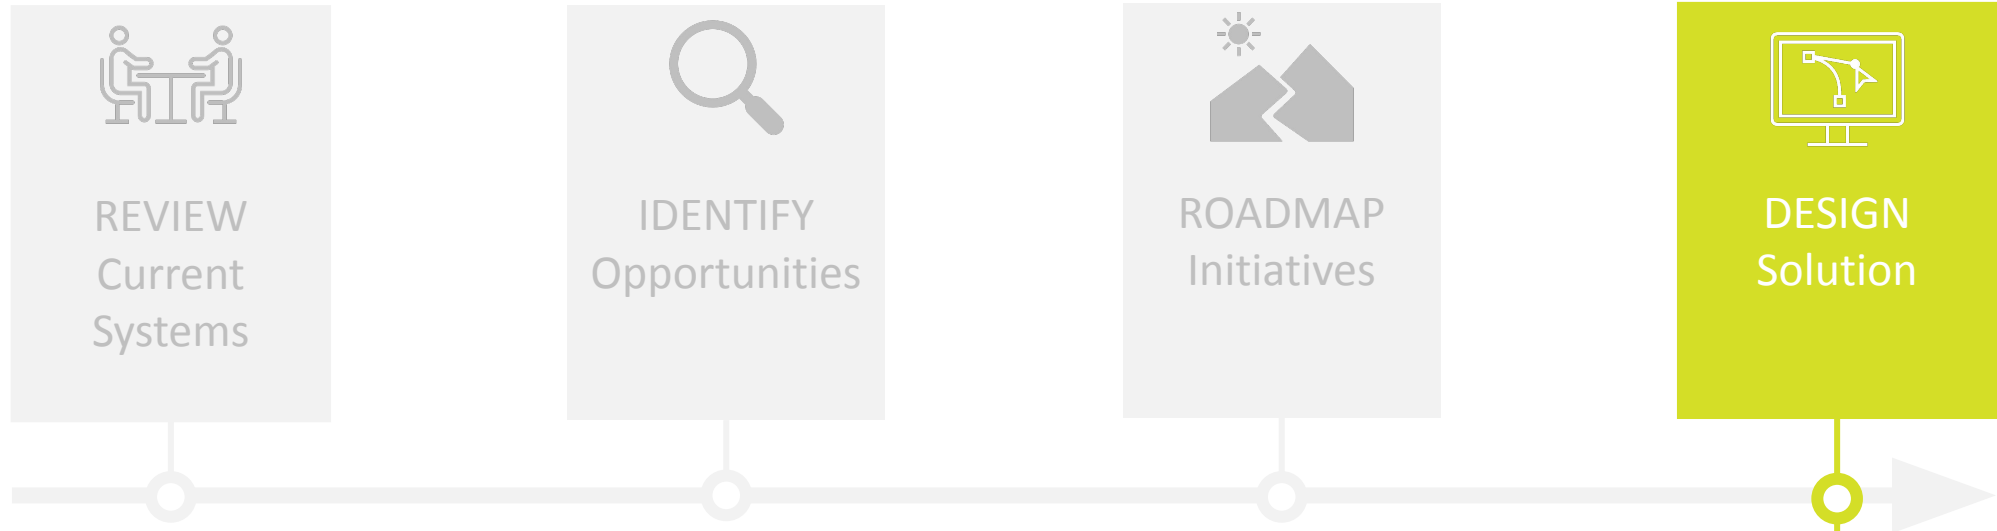 REVIEW
Current
Systems
IDENTIFY
Opportunities
ROADMAP
Initiatives
DESIGN
Solution